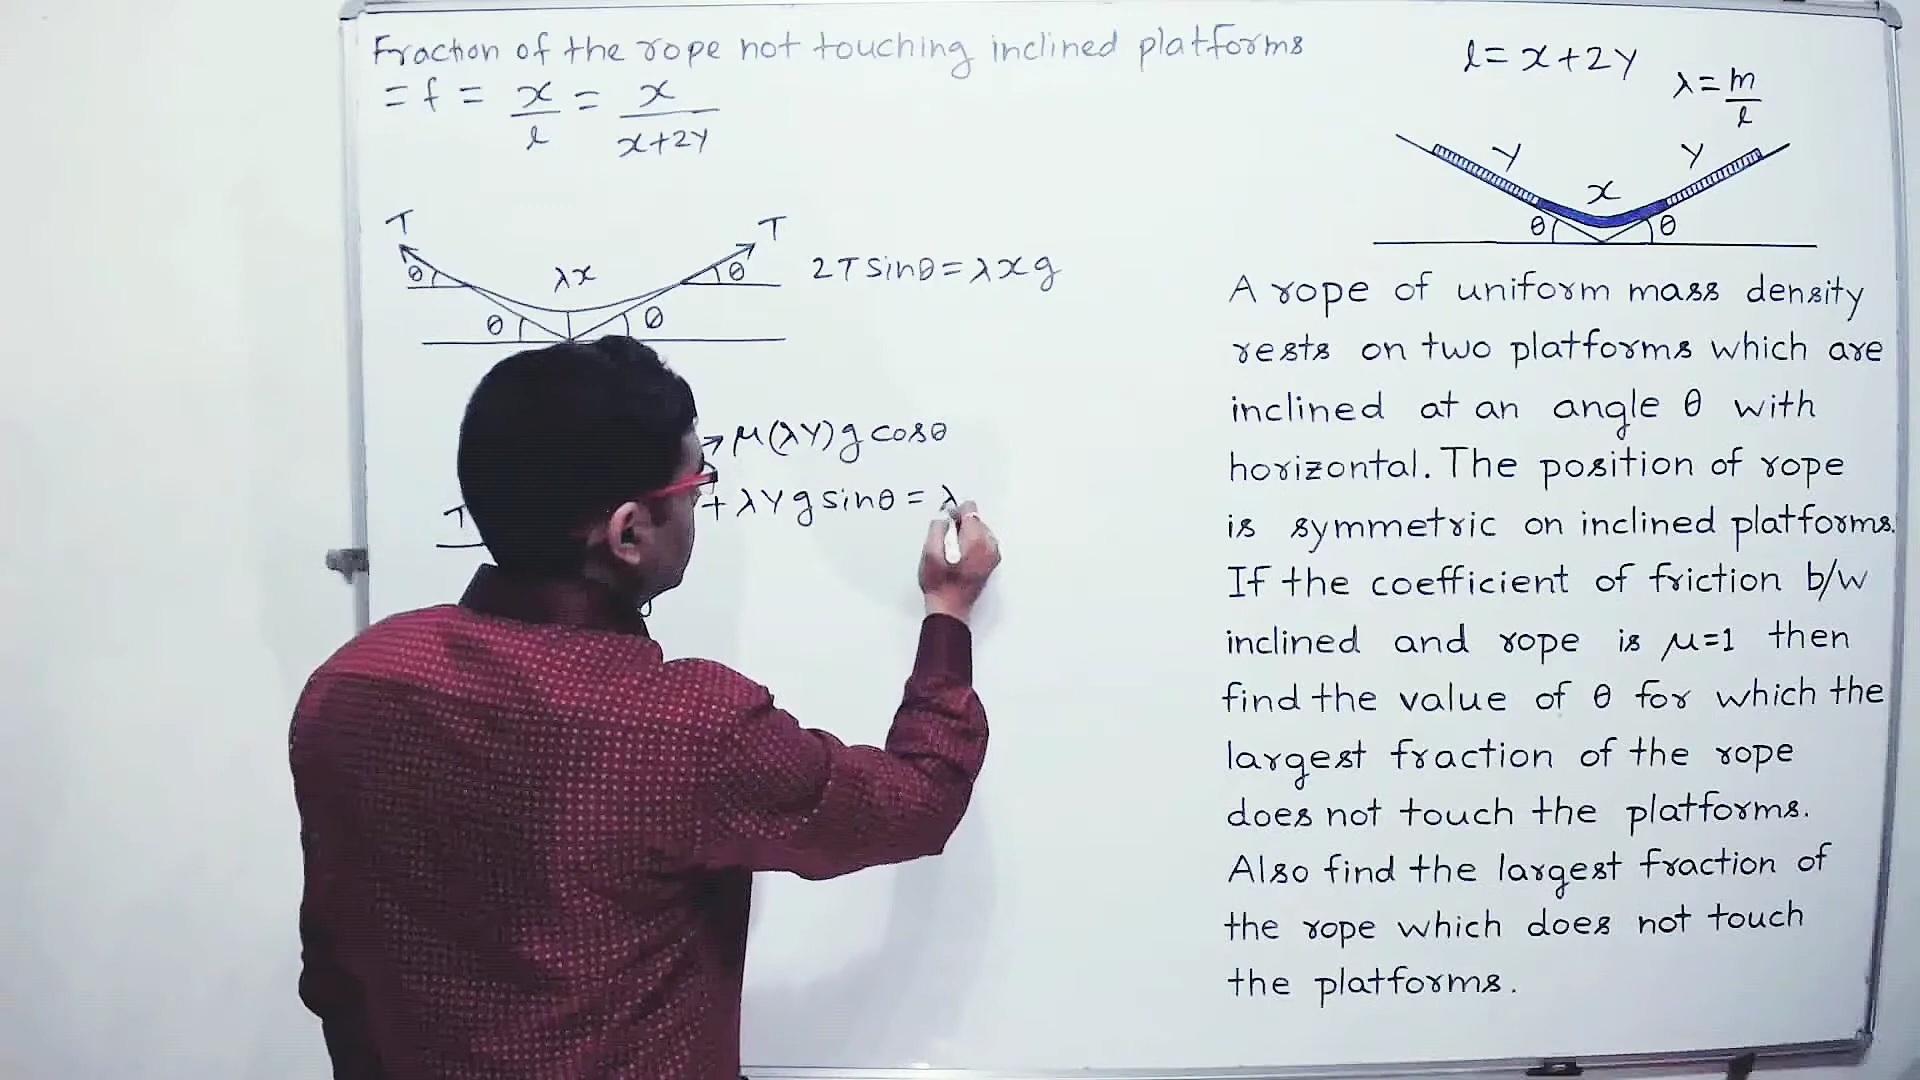 Fraction of the rope not touching inclined platforms
= f = x/l = x/(x+2y)
T
T
θ
λx
θ
2Tsinθ=λxg
θ
θ
μ(λy)g cosθ
T
+ λyg sinθ = λ
l = x+2y
λ = m/l
y
y
x
θ
θ
A rope of uniform mass density
rests on two platforms which are
inclined at an angle θ with
horizontal. The position of rope
is symmetric on inclined platforms.
If the coefficient of friction b/w
inclined and rope is μ=1 then
find the value of θ for which the
largest fraction of the rope
does not touch the platforms.
Also find the largest fraction of
the rope which does not touch
the platforms.